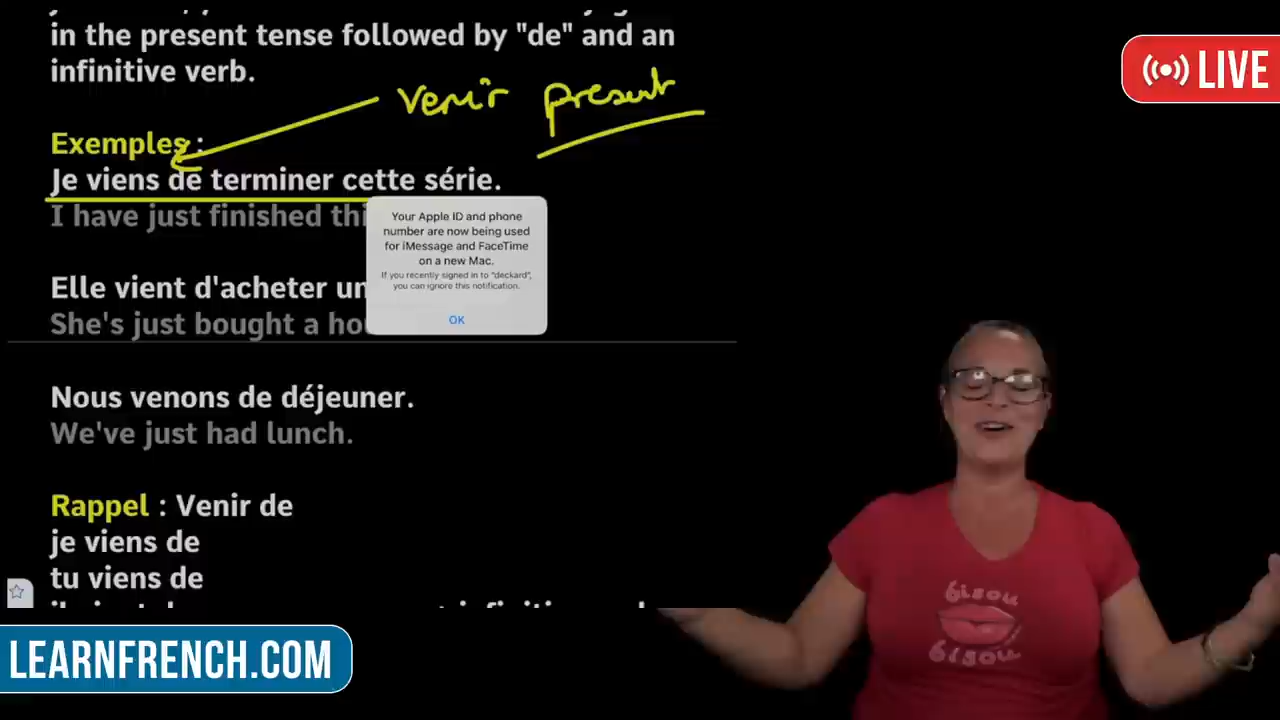 in the present tense followed by "de" and an
infinitive verb.
venir present
Exemples :
Je viens de terminer cette série.
I have just finished thi
Elle vient d'acheter un
She's just bought a ho
Your Apple ID and phone
number are now being used
for iMessage and FaceTime
on a new Mac.
If you recently signed in to "deckard",
you can ignore this notification.
OK
Nous venons de déjeuner.
We've just had lunch.
Rappel : Venir de
je viens de
tu viens de
LIVE
bisou
bisou
LEARNFRENCH.COM